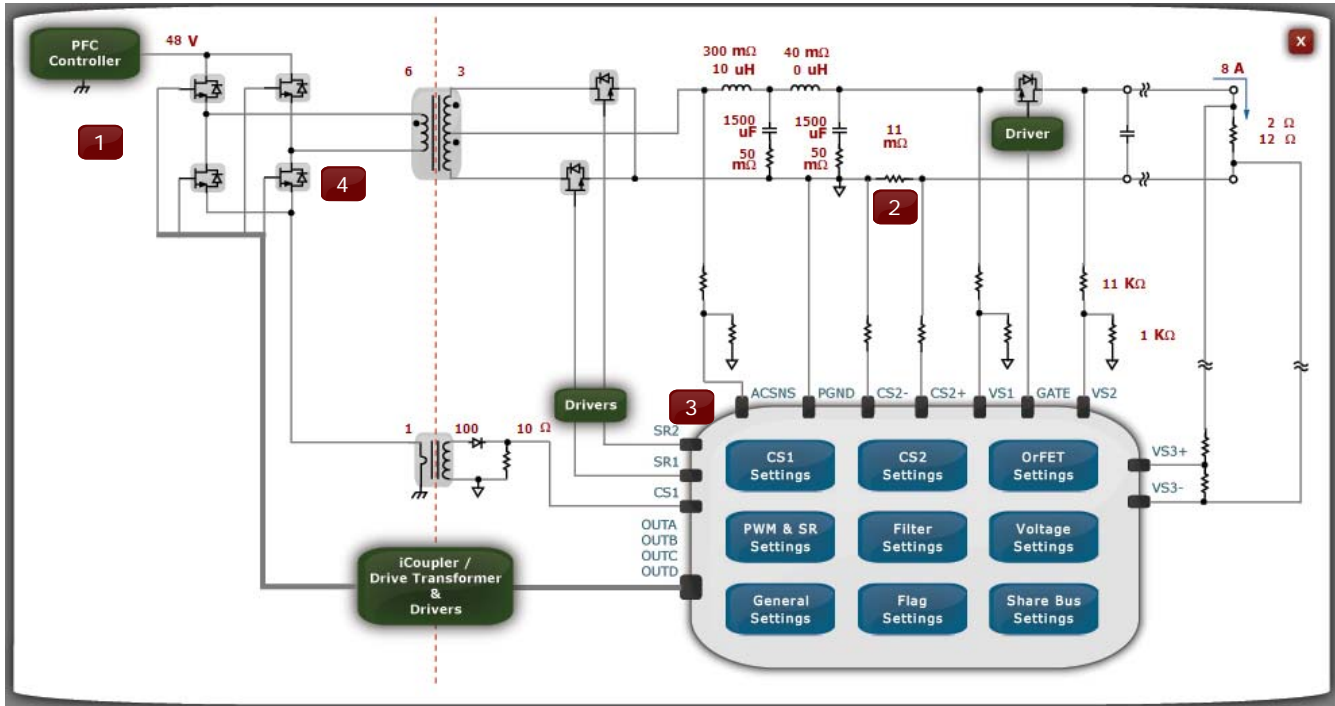 PFC
Controller
48 V
X
1
4
6 3
300 mΩ
10 uH
40 mΩ
0 uH
1500
uF
50
mΩ
1500
uF
50
mΩ
11
mΩ
2
Driver
8 A
2 Ω
12 Ω
11 KΩ
1 KΩ
Drivers
3
ACSNS PGND CS2- CS2+ VS1 GATE VS2
1 100 10 Ω
SR2
SR1
CS1
OUTA
OUTB
OUTC
OUTD
VS3+
VS3-
CS1
Settings
CS2
Settings
OrFET
Settings
PWM & SR
Settings
Filter
Settings
Voltage
Settings
General
Settings
Flag
Settings
Share Bus
Settings
iCoupler /
Drive Transformer
&
Drivers